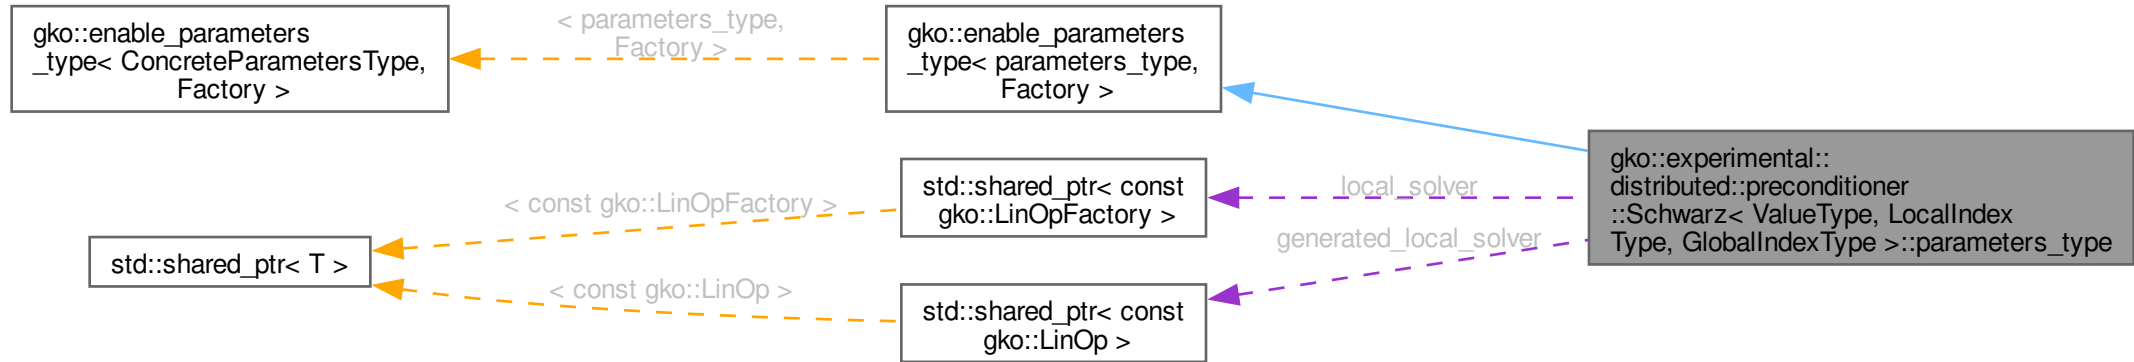 gko::enable_parameters
_type< ConcreteParametersType,
Factory >
< parameters_type,
Factory >
gko::enable_parameters
_type< parameters_type,
Factory >
std::shared_ptr< T >
< const gko::LinOpFactory >
< const gko::LinOp >
std::shared_ptr< const
gko::LinOpFactory >
std::shared_ptr< const
gko::LinOp >
local_solver
generated_local_solver
gko::experimental::
distributed::preconditioner
::Schwarz< ValueType, LocalIndex
Type, GlobalIndexType >::parameters_type